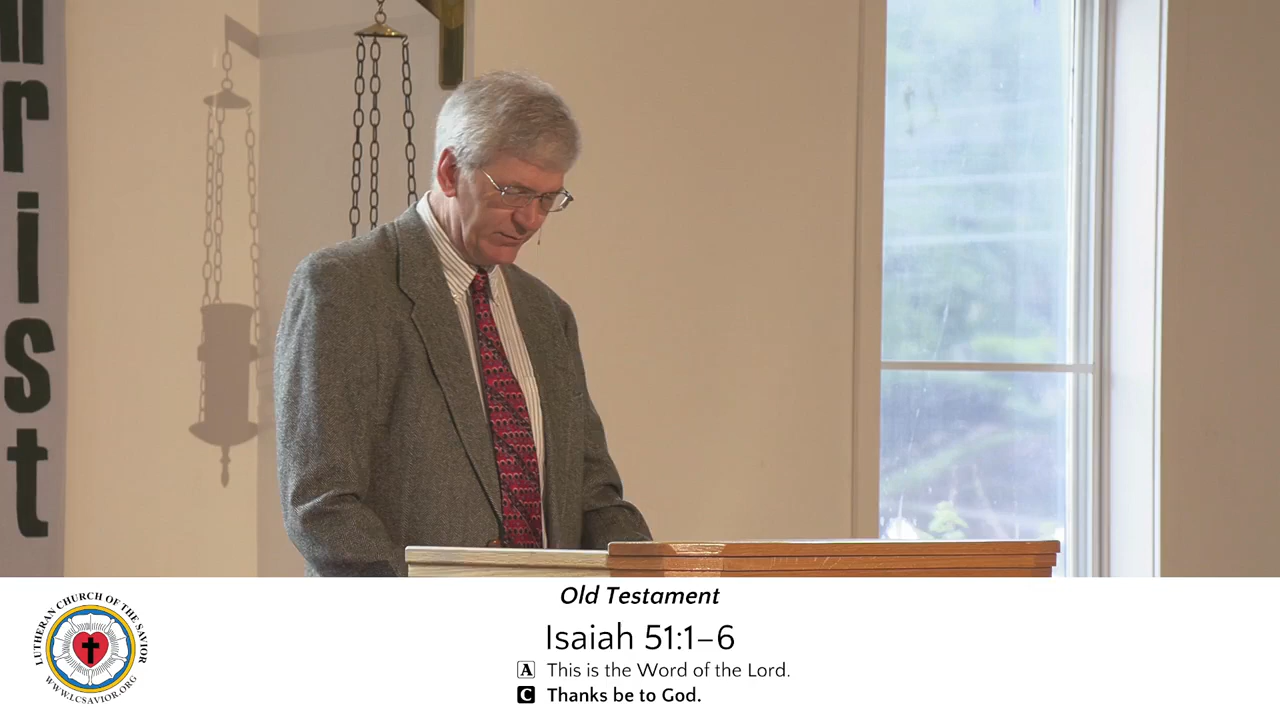 hrist
Old Testament
Isaiah 51:1–6
A This is the Word of the Lord.
C Thanks be to God.
LUTHERAN CHURCH OF THE SAVIOR
WWW.LCSAVIOR.ORG